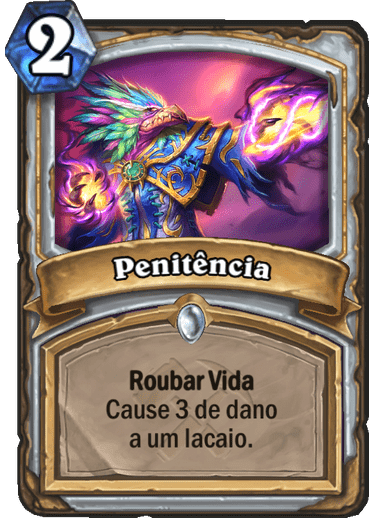 2
Penitência
Roubar Vida
Cause 3 de dano
a um lacaio.